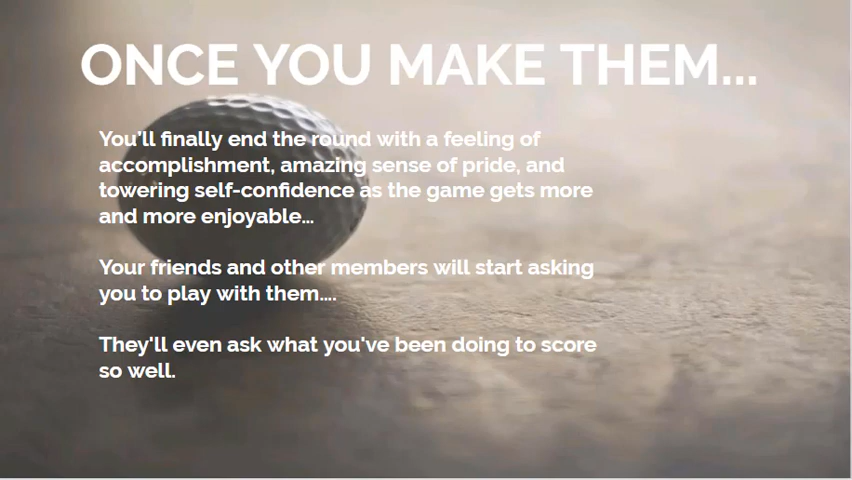 ONCE YOU MAKE THEM...
You'll finally end the round with a feeling of
accomplishment, amazing sense of pride, and
towering self-confidence as the game gets more
and more enjoyable...
Your friends and other members will start asking
you to play with them....
They'll even ask what you've been doing to score
so well.